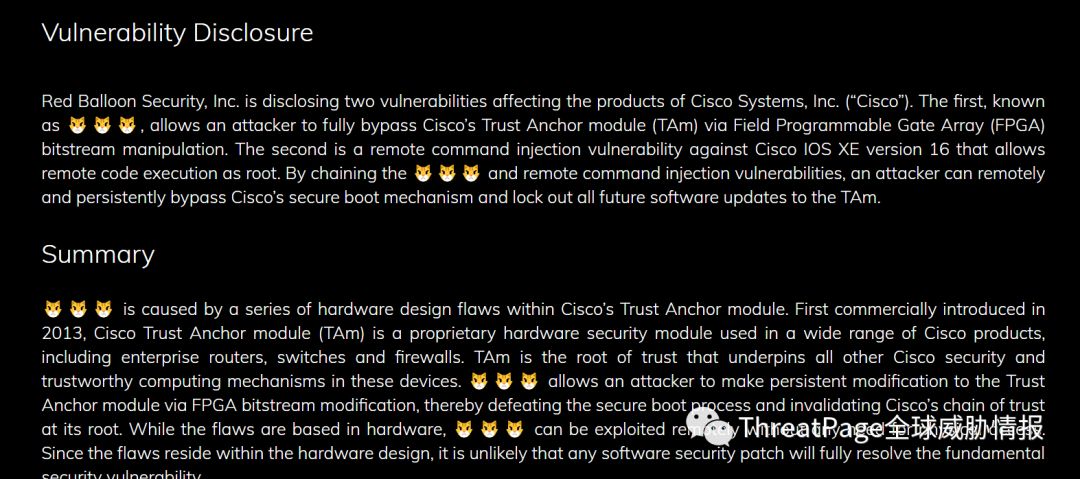 Vulnerability Disclosure
Red Balloon Security, Inc. is disclosing two vulnerabilities affecting the products of Cisco Systems, Inc. (“Cisco”). The first, known
as 😾😾😾, allows an attacker to fully bypass Cisco’s Trust Anchor module (TAm) via Field Programmable Gate Array (FPGA)
bitstream manipulation. The second is a remote command injection vulnerability against Cisco IOS XE version 16 that allows
remote code execution as root. By chaining the 😾😾😾 and remote command injection vulnerabilities, an attacker can remotely
and persistently bypass Cisco’s secure boot mechanism and lock out all future software updates to the TAm.
Summary
😾😾😾 is caused by a series of hardware design flaws within Cisco’s Trust Anchor module. First commercially introduced in
2013, Cisco Trust Anchor module (TAm) is a proprietary hardware security module used in a wide range of Cisco products,
including enterprise routers, switches and firewalls. TAm is the root of trust that underpins all other Cisco security and
trustworthy computing mechanisms in these devices. 😾😾😾 allows an attacker to make persistent modification to the Trust
Anchor module via FPGA bitstream modification, thereby defeating the secure boot process and invalidating Cisco’s chain of trust
at its root. While the flaws are based in hardware, 😾😾😾 can be exploited
Since the flaws reside within the hardware design, it is unlikely that any software security patch will fully resolve the fundamental
security vulnerability.
ThreatPage全球威胁情报